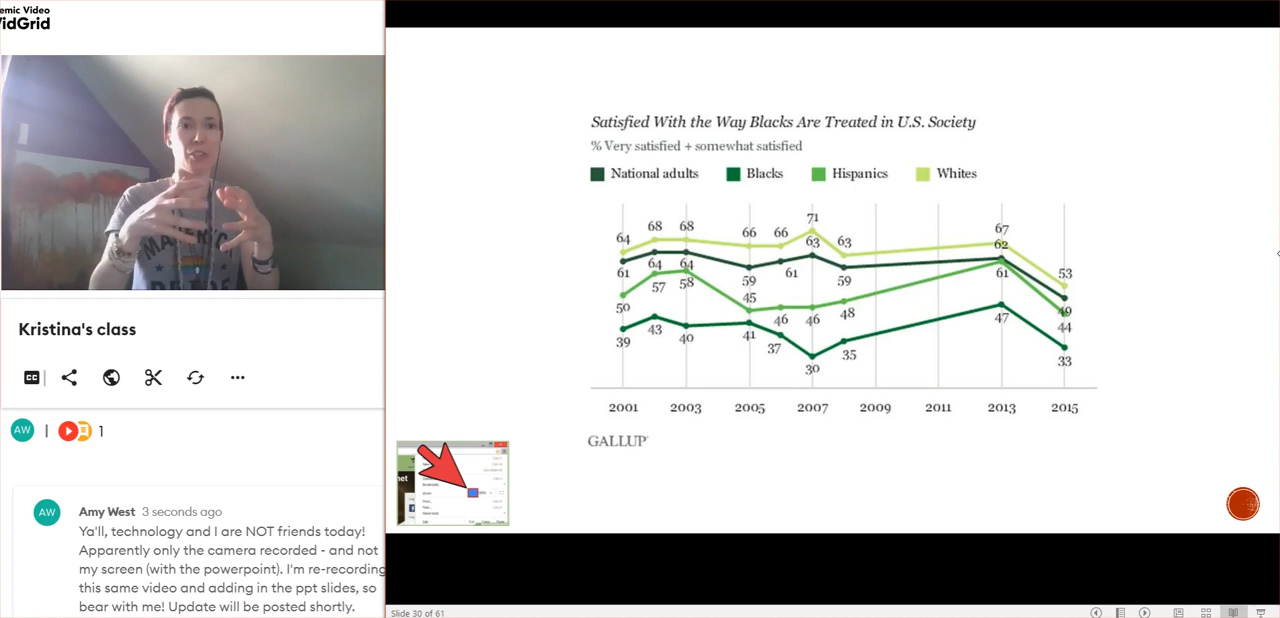 emic Video
VidGrid
Kristina's class
CC
AW
1
AW
Amy West 3 seconds ago
Ya'll, technology and I are NOT friends today!
Apparently only the camera recorded - and not
my screen (with the powerpoint). I'm re-recording
this same video and adding in the ppt slides, so
bear with me! Update will be posted shortly.
Satisfied With the Way Blacks Are Treated in U.S. Society
% Very satisfied + somewhat satisfied
National adults Blacks Hispanics Whites
64 68 68 66 66 71 63 67 53
61 64 64 59 61 63 59 62 49
50 57 58 45 46 46 48 61 44
39 43 40 41 37 30 35 47 33
2001 2003 2005 2007 2009 2011 2013 2015
GALLUP
Slide 30 of 61